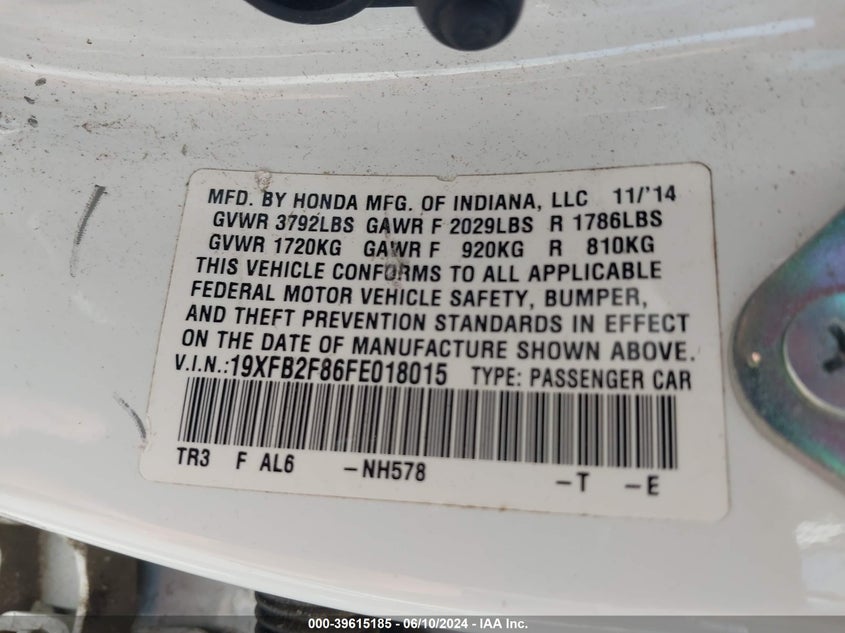 MFD. BY HONDA MFG. OF INDIANA, LLC 11/'14
GVWR 3792LBS GAWR F 2029LBS R 1786LBS
GVWR 1720KG GAWR F 920KG R 810KG
THIS VEHICLE CONFORMS TO ALL APPLICABLE
FEDERAL MOTOR VEHICLE SAFETY, BUMPER,
AND THEFT PREVENTION STANDARDS IN EFFECT
ON THE DATE OF MANUFACTURE SHOWN ABOVE.
V.I.N.:19XFB2F86FE018015 TYPE: PASSENGER CAR
TR3 F AL6 -NH578 -T -E
000-39615185 - 06/10/2024 - IAA Inc.